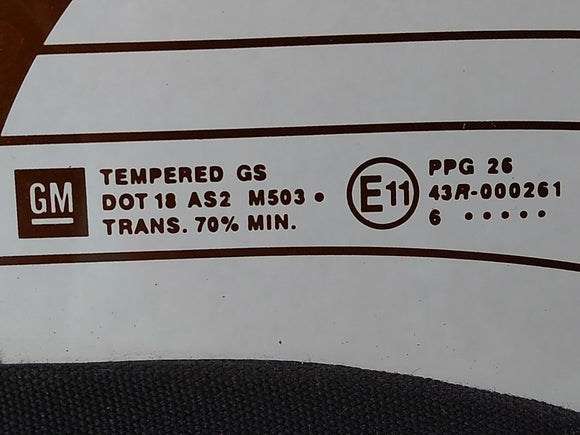 GM
TEMPERED GS
DOT 18 AS2 M503 •
TRANS. 70% MIN.
E11
PPG 26
43R-000261
6 • • • • •